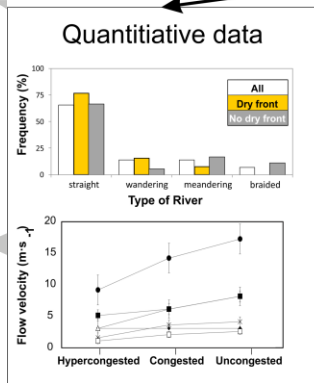 Quantitiative data
Frequency (%)
100
75
50
25
0
All
Dry front
No dry front
straight wandering meandering braided
Type of River
Flow velocity (m·s⁻¹)
20
15
10
5
0
Hypercongested Congested Uncongested